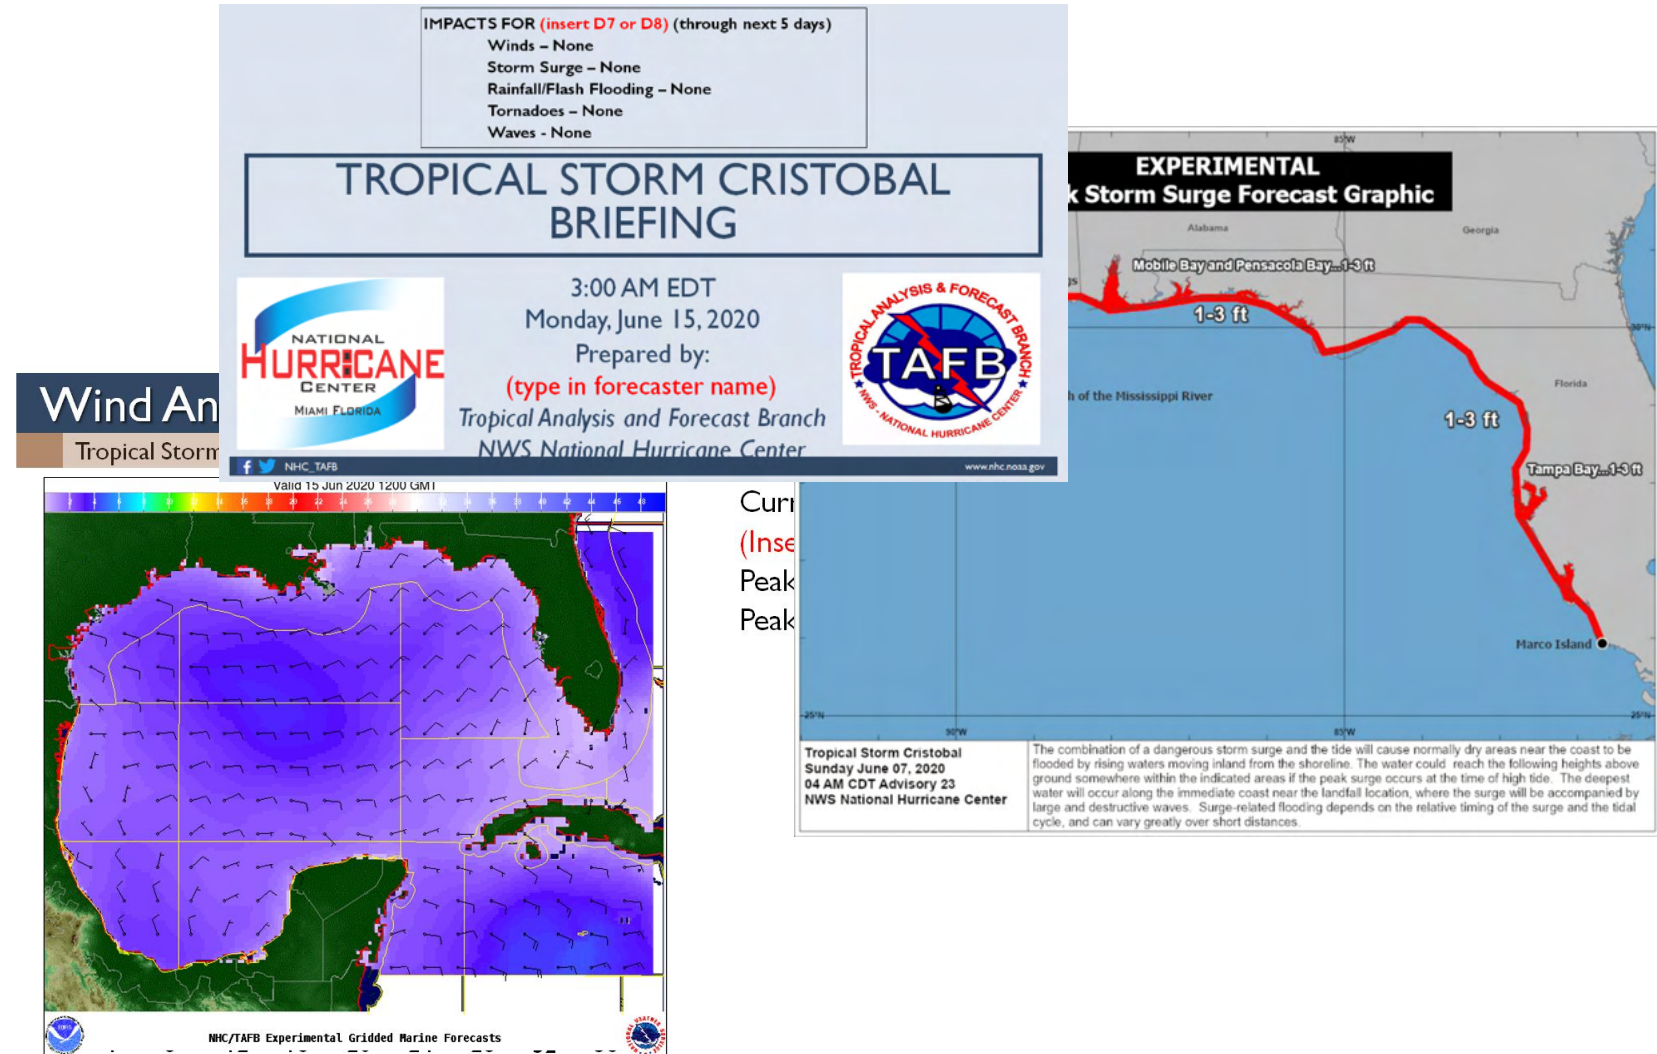 IMPACTS FOR (insert D7 or D8) (through next 5 days)
Winds – None
Storm Surge – None
Rainfall/Flash Flooding – None
Tornadoes – None
Waves - None
TROPICAL STORM CRISTOBAL
BRIEFING
NATIONAL
HURRICANE
CENTER
MIAMI FLORIDA
3:00 AM EDT
Monday, June 15, 2020
Prepared by:
(type in forecaster name)
Tropical Analysis and Forecast Branch
NWS National Hurricane Center
TROPICAL ANALYSIS & FORECAST BRANCH
TAFB
NWS - NATIONAL HURRICANE CENTER
NHC_TAFB
www.nhc.noaa.gov
Wind An
Tropical Storm
Valid 15 Jun 2020 1200 GMT
NHC/TAFB Experimental Gridded Marine Forecasts
Curr
(Inse
Peak
Peak
85°W
EXPERIMENTAL
k Storm Surge Forecast Graphic
Alabama
Georgia
Mobile Bay and Pensacola Bay...1-3 ft
1-3 ft
30°N
Florida
h of the Mississippi River
1-3 ft
Tampa Bay...1-3 ft
Marco Island
25°N
25°N
90°W
85°W
Tropical Storm Cristobal
Sunday June 07, 2020
04 AM CDT Advisory 23
NWS National Hurricane Center
The combination of a dangerous storm surge and the tide will cause normally dry areas near the coast to be
flooded by rising waters moving inland from the shoreline. The water could reach the following heights above
ground somewhere within the indicated areas if the peak surge occurs at the time of high tide. The deepest
water will occur along the immediate coast near the landfall location, where the surge will be accompanied by
large and destructive waves. Surge-related flooding depends on the relative timing of the surge and the tidal
cycle, and can vary greatly over short distances.